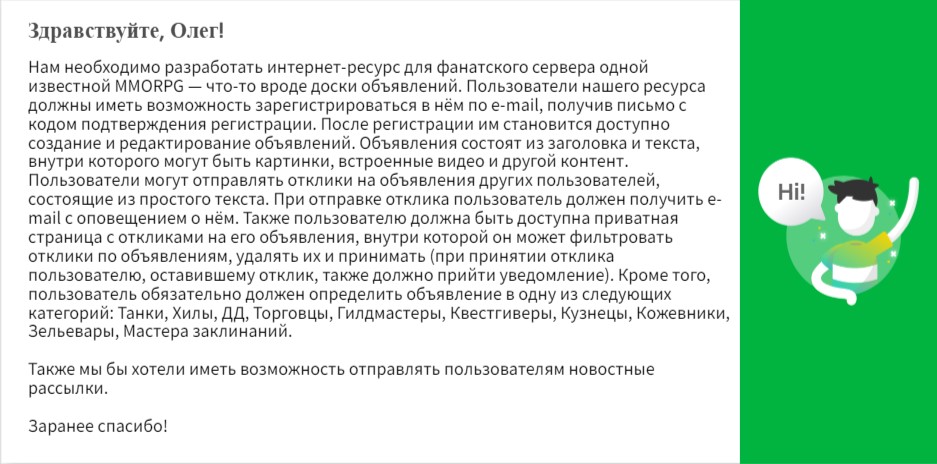 Здравствуйте, Олег!
Нам необходимо разработать интернет-ресурс для фанатского сервера одной
известной MMORPG — что-то вроде доски объявлений. Пользователи нашего ресурса
должны иметь возможность зарегистрироваться в нём по e-mail, получив письмо с
кодом подтверждения регистрации. После регистрации им становится доступно
создание и редактирование объявлений. Объявления состоят из заголовка и текста,
внутри которого могут быть картинки, встроенные видео и другой контент.
Пользователи могут отправлять отклики на объявления других пользователей,
состоящие из простого текста. При отправке отклика пользователь должен получить e-
mail с оповещением о нём. Также пользователю должна быть доступна приватная
страница с откликами на его объявления, внутри которой он может фильтровать
отклики по объявлениям, удалять их и принимать (при принятии отклика
пользователю, оставившему отклик, также должно прийти уведомление). Кроме того,
пользователь обязательно должен определить объявление в одну из следующих
категорий: Танки, Хилы, ДД, Торговцы, Гилдмастеры, Квестгиверы, Кузнецы, Кожевники,
Зельевары, Мастера заклинаний.
Также мы бы хотели иметь возможность отправлять пользователям новостные
рассылки.
Заранее спасибо!
Hi!